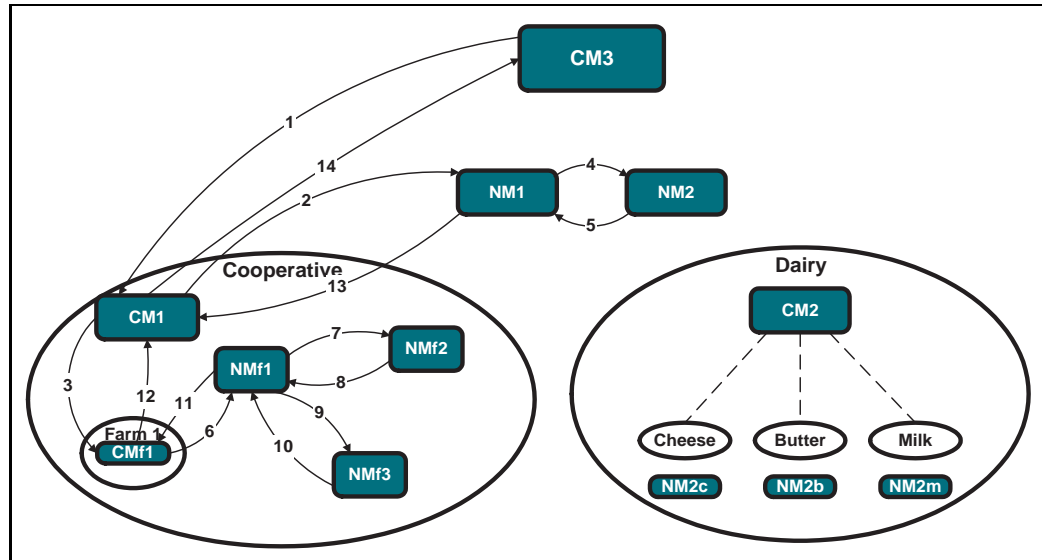 CM3
1
14
2
4
NM1
NM2
5
Cooperative
13
Dairy
CM1
CM2
7
NMf2
NMf1
8
3
12
11
9
6
10
Farm 1
CMf1
NMf3
Cheese
Butter
Milk
NM2c
NM2b
NM2m